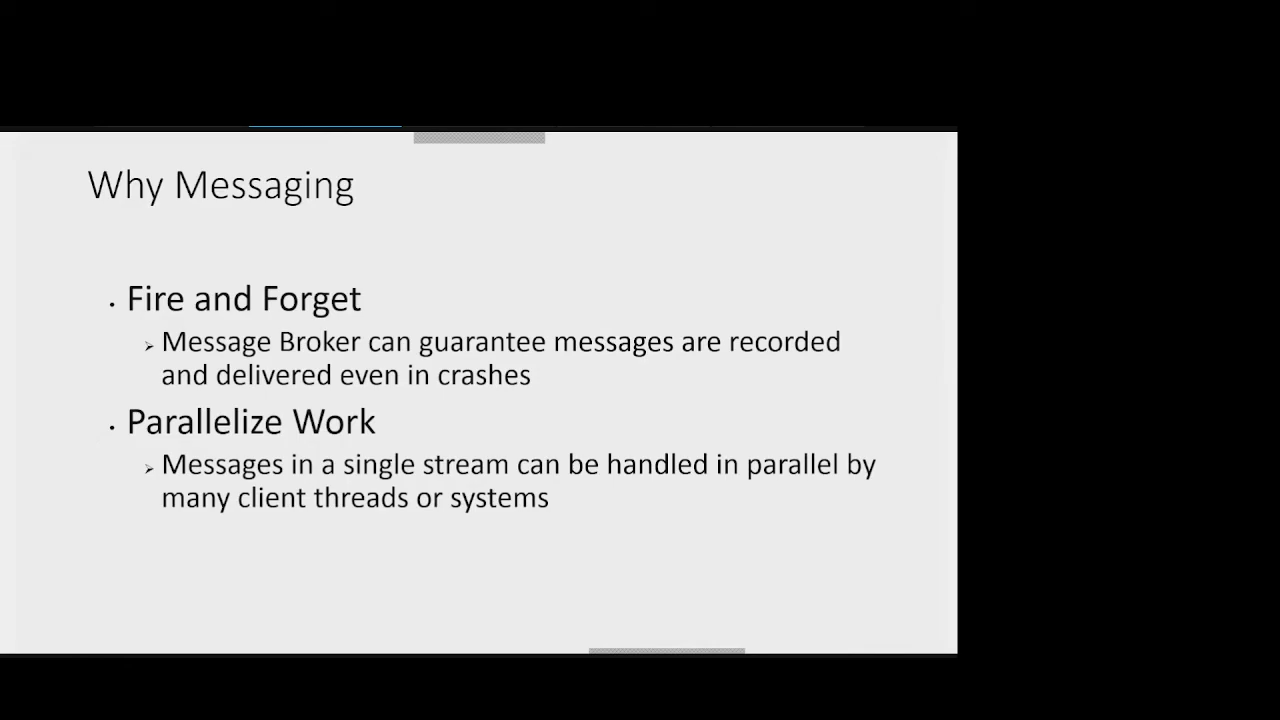 Why Messaging
• Fire and Forget
➢ Message Broker can guarantee messages are recorded
and delivered even in crashes
• Parallelize Work
➢ Messages in a single stream can be handled in parallel by
many client threads or systems